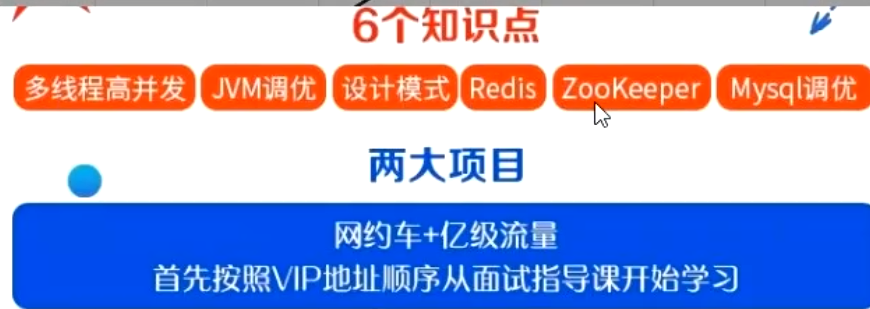 6个知识点
多线程高并发 JVM调优 设计模式 Redis ZooKeeper Mysql调优
两大项目
网约车+亿级流量
首先按照VIP地址顺序从面试指导课开始学习